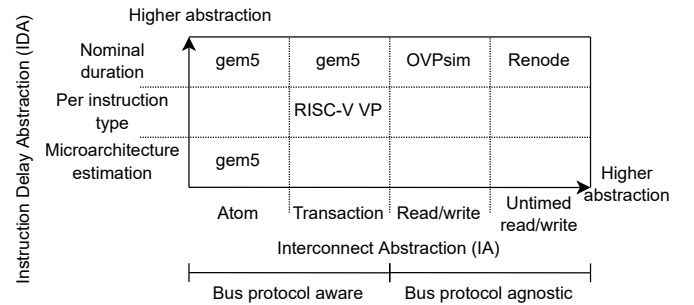 Higher abstraction
Instruction Delay Abstraction (IDA)
Nominal
duration
gem5
gem5
OVPsim
Renode
Per instruction
type
RISC-V VP
Microarchitecture
estimation
gem5
Higher
abstraction
Atom
Transaction
Read/write
Untimed
read/write
Interconnect Abstraction (IA)
Bus protocol aware
Bus protocol agnostic